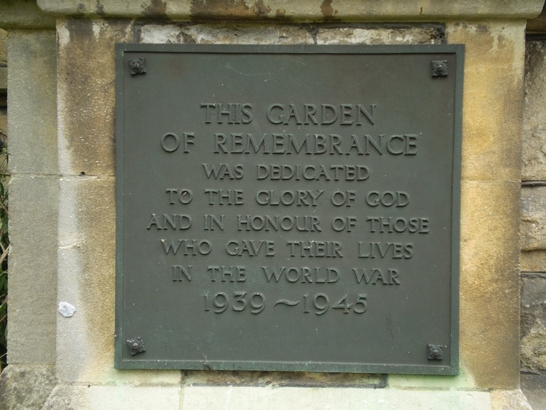 THIS GARDEN
OF REMEMBRANCE
WAS DEDICATED
TO THE GLORY OF GOD
AND IN HONOUR OF THOSE
WHO GAVE THEIR LIVES
IN THE WORLD WAR
1939~1945